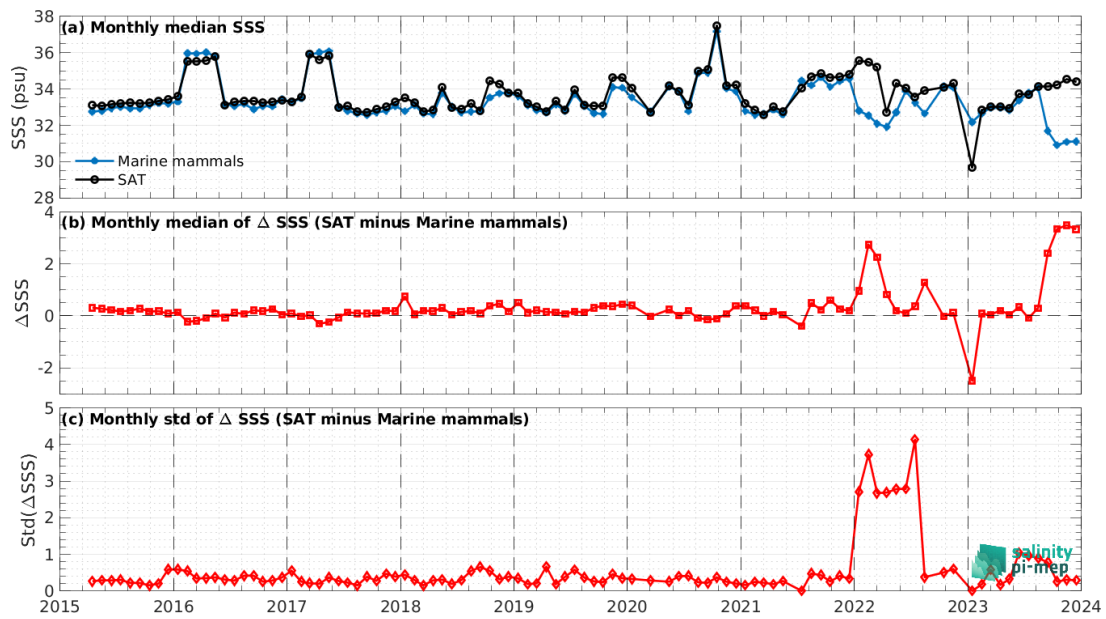 (a) Monthly median SSS
38
36
34
32
30
28
SSS (psu)
Marine mammals
SAT
(b) Monthly median of Δ SSS (SAT minus Marine mammals)
4
2
0
-2
ΔSSS
(c) Monthly std of Δ SSS (SAT minus Marine mammals)
5
4
3
2
1
0
Std(ΔSSS)
salinity
pi-mep
2015 2016 2017 2018 2019 2020 2021 2022 2023 2024